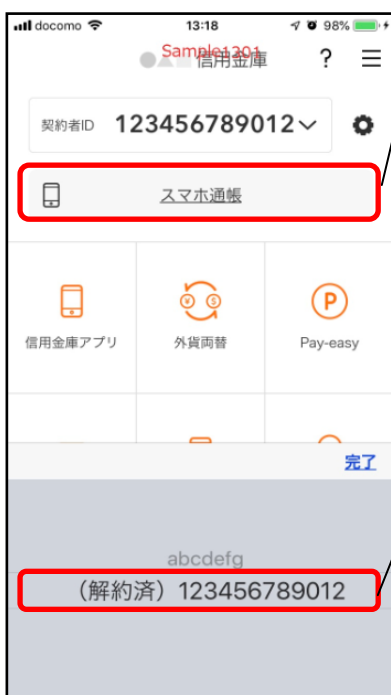 docomo 13:18 98%
Sample1201
信用金庫 ?
契約者ID 123456789012
スマホ通帳
信用金庫アプリ 外貨両替 Pay-easy
完了
abcdefg
(解約済) 123456789012